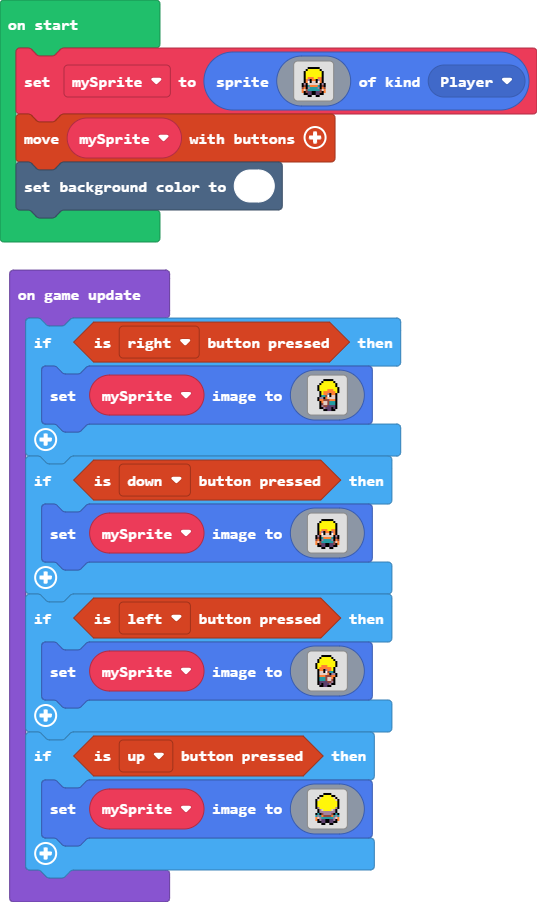 on start
set mySprite to sprite of kind Player
move mySprite with buttons
set background color to
on game update
if is right button pressed then
set mySprite image to
if is down button pressed then
set mySprite image to
if is left button pressed then
set mySprite image to
if is up button pressed then
set mySprite image to